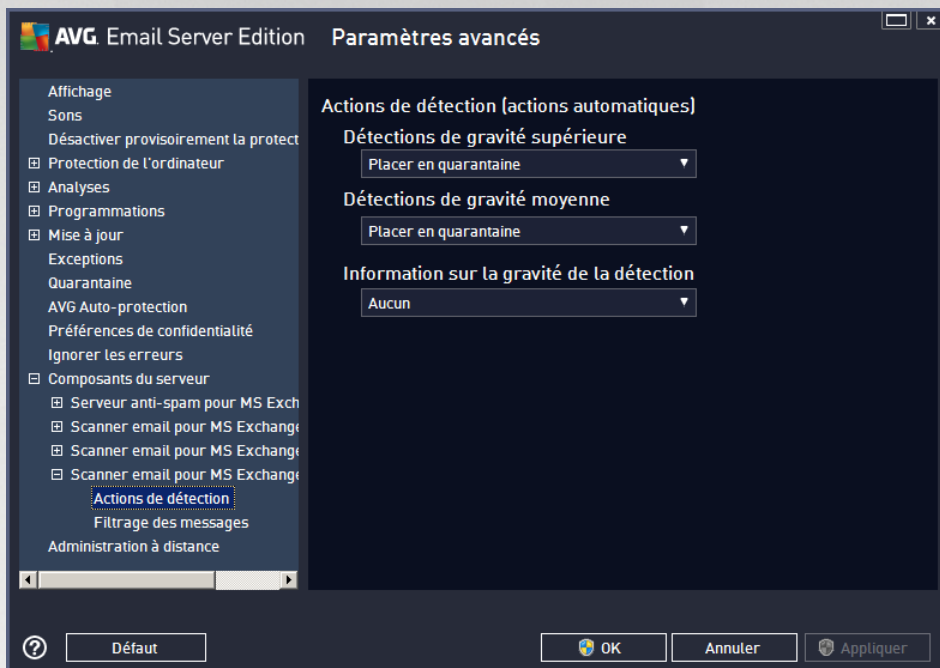 AVG. Email Server Edition Paramètres avancés
Affichage
Sons
Désactiver provisoirement la protect
Protection de l'ordinateur
Analyses
Programmations
Mise à jour
Exceptions
Quarantaine
AVG Auto-protection
Préférences de confidentialité
Ignorer les erreurs
Composants du serveur
Serveur anti-spam pour MS Exch
Scanner email pour MS Exchange
Scanner email pour MS Exchange
Scanner email pour MS Exchange
Actions de détection
Filtrage des messages
Administration à distance
Actions de détection (actions automatiques)
Détections de gravité supérieure
Placer en quarantaine
Détections de gravité moyenne
Placer en quarantaine
Information sur la gravité de la détection
Aucun
Défaut
OK
Annuler
Appliquer